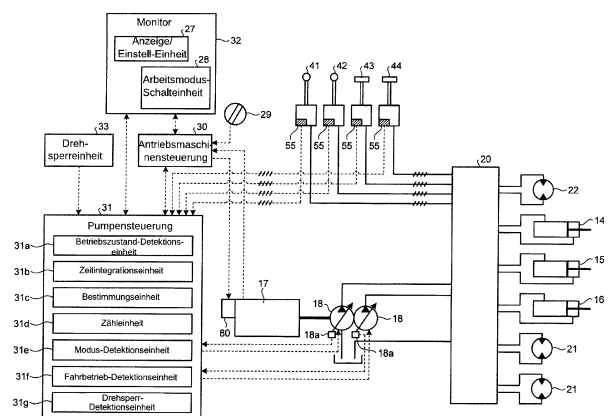 Monitor
27
Anzeige/
Einstell-Einheit
28
Arbeitsmodus-
Schalteinheit
32
29
33
Dreh-
sperreinheit
30
Antriebsmaschi-
nensteuerung
41
42
43
44
55
55
55
55
20
22
14
15
16
21
21
31
Pumpensteuerung
31a
Betriebszustand-Detektions-
einheit
31b
Zeitintegrationseinheit
31c
Bestimmungseinheit
31d
Zähleinheit
31e
Modus-Detektionseinheit
31f
Fahrbetrieb-Detektionseinheit
31g
Drehsperr-
Detektionseinheit
17
80
18
18
18a
18a